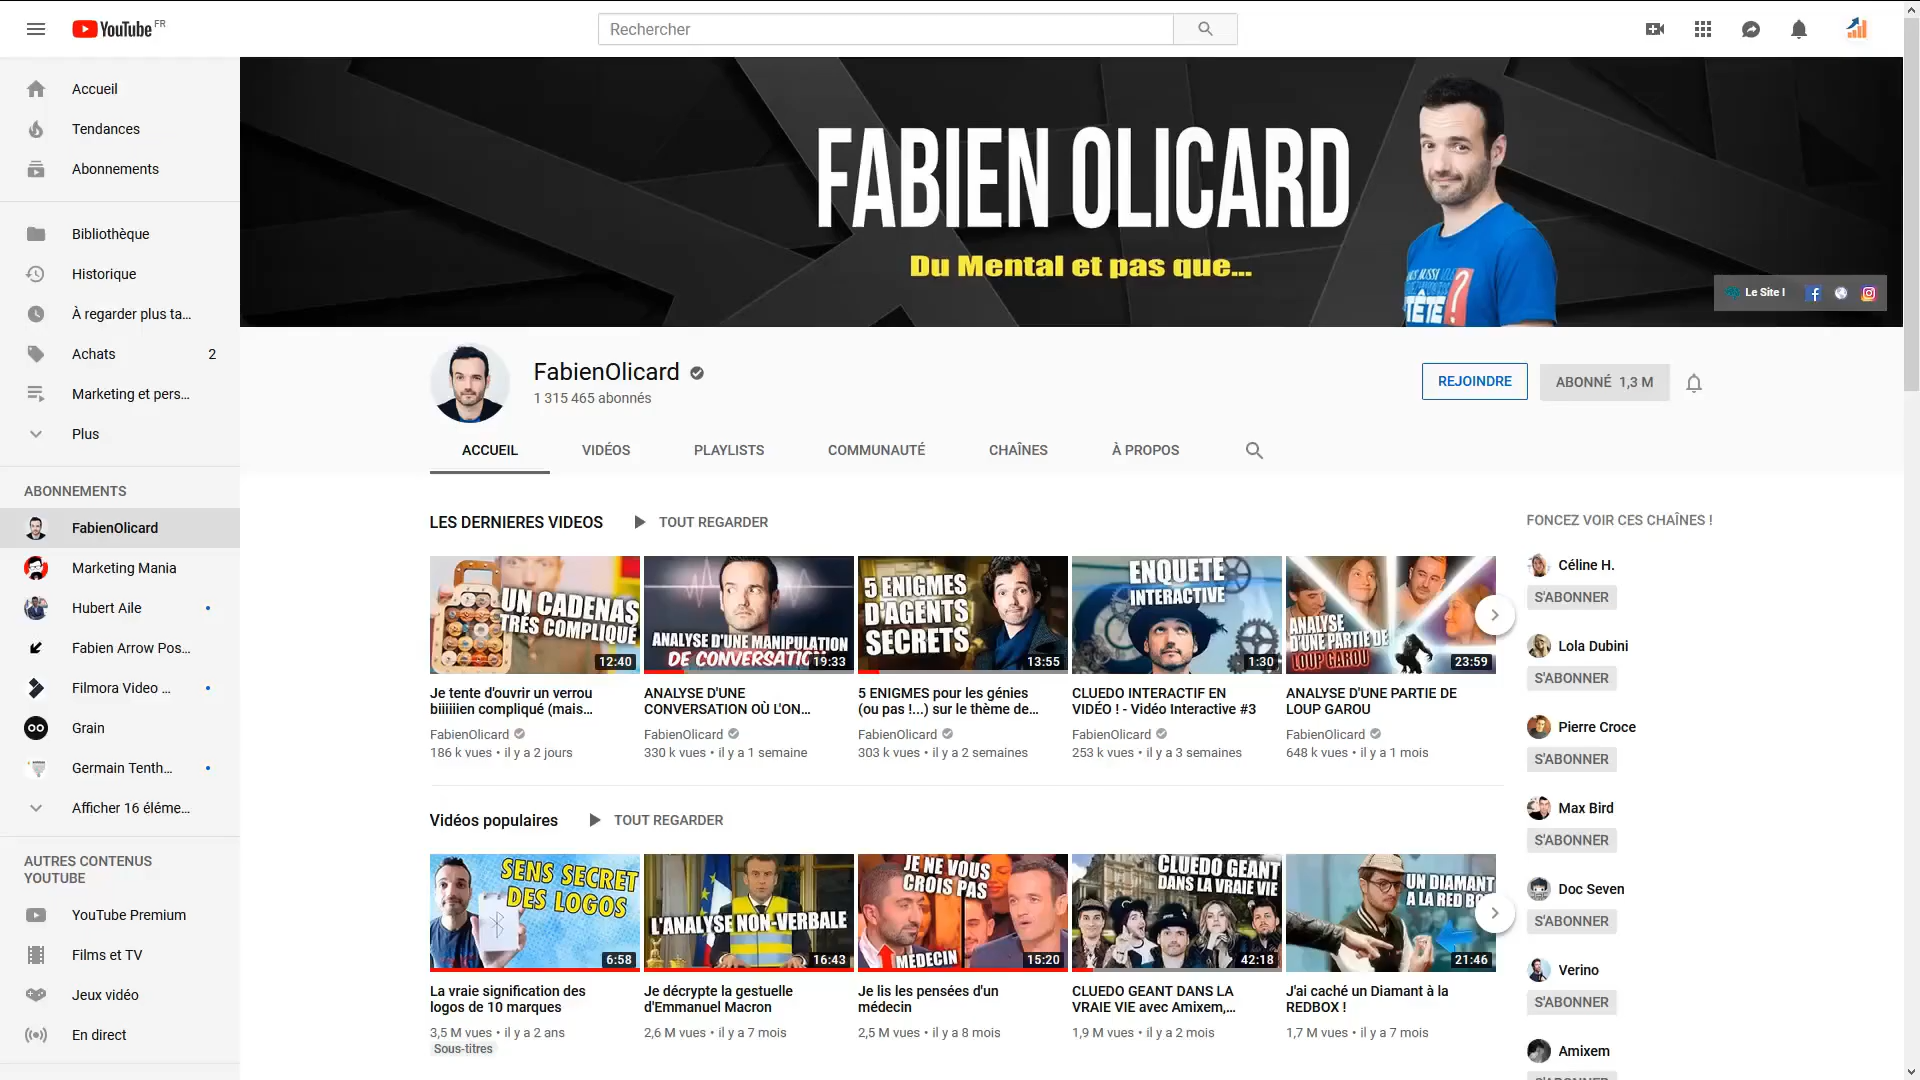 YouTube FR
Rechercher
Accueil
Tendances
Abonnements
Bibliothèque
Historique
À regarder plus ta...
Achats 2
Marketing et pers...
Plus
ABONNEMENTS
FabienOlicard
Marketing Mania
Hubert Aile
Fabien Arrow Pos...
Filmora Video ...
Grain
Germain Tenth...
Afficher 16 éléme...
AUTRES CONTENUS
YOUTUBE
YouTube Premium
Films et TV
Jeux vidéo
En direct
FABIEN OLICARD
Du Mental et pas que...
TÊTE?
Le Site !
FabienOlicard
1 315 465 abonnés
REJOINDRE
ABONNÉ 1,3 M
ACCUEIL VIDÉOS PLAYLISTS COMMUNAUTÉ CHAÎNES À PROPOS
LES DERNIERES VIDEOS TOUT REGARDER
UN CADENAS
TRÈS COMPLIQUÉ
12:40
Je tente d'ouvrir un verrou
biiiiiien compliqué (mais...
FabienOlicard
186 k vues • il y a 2 jours
ANALYSE D'UNE MANIPULATION
DE CONVERSATION
19:33
ANALYSE D'UNE
CONVERSATION OÙ L'ON...
FabienOlicard
330 k vues • il y a 1 semaine
5 ENIGMES
D'AGENTS
SECRETS
13:55
5 ENIGMES pour les génies
(ou pas !...) sur le thème de...
FabienOlicard
303 k vues • il y a 2 semaines
ENQUETE
INTERACTIVE
1:30
CLUEDO INTERACTIF EN
VIDÉO ! - Vidéo Interactive #3
FabienOlicard
253 k vues • il y a 3 semaines
ANALYSE
D'UNE PARTIE DE
LOUP GAROU
23:59
ANALYSE D'UNE PARTIE DE
LOUP GAROU
FabienOlicard
648 k vues • il y a 1 mois
Vidéos populaires TOUT REGARDER
SENS SECRET
DES LOGOS
6:58
La vraie signification des
logos de 10 marques
3,5 M vues • il y a 2 ans
Sous-titres
L'ANALYSE NON-VERBALE
16:43
Je décrypte la gestuelle
d'Emmanuel Macron
2,6 M vues • il y a 7 mois
JE NE VOUS
CROIS PAS
MÉDECIN
15:20
Je lis les pensées d'un
médecin
2,5 M vues • il y a 8 mois
CLUEDO GEANT
DANS LA VRAIE VIE
42:18
CLUEDO GEANT DANS LA
VRAIE VIE avec Amixem,...
1,9 M vues • il y a 2 mois
UN DIAMANT
A LA RED
21:46
J'ai caché un Diamant à la
REDBOX !
1,7 M vues • il y a 7 mois
FONCEZ VOIR CES CHAÎNES !
Céline H.
S'ABONNER
Lola Dubini
S'ABONNER
Pierre Croce
S'ABONNER
Max Bird
S'ABONNER
Doc Seven
S'ABONNER
Verino
S'ABONNER
Amixem
S'ABONNER